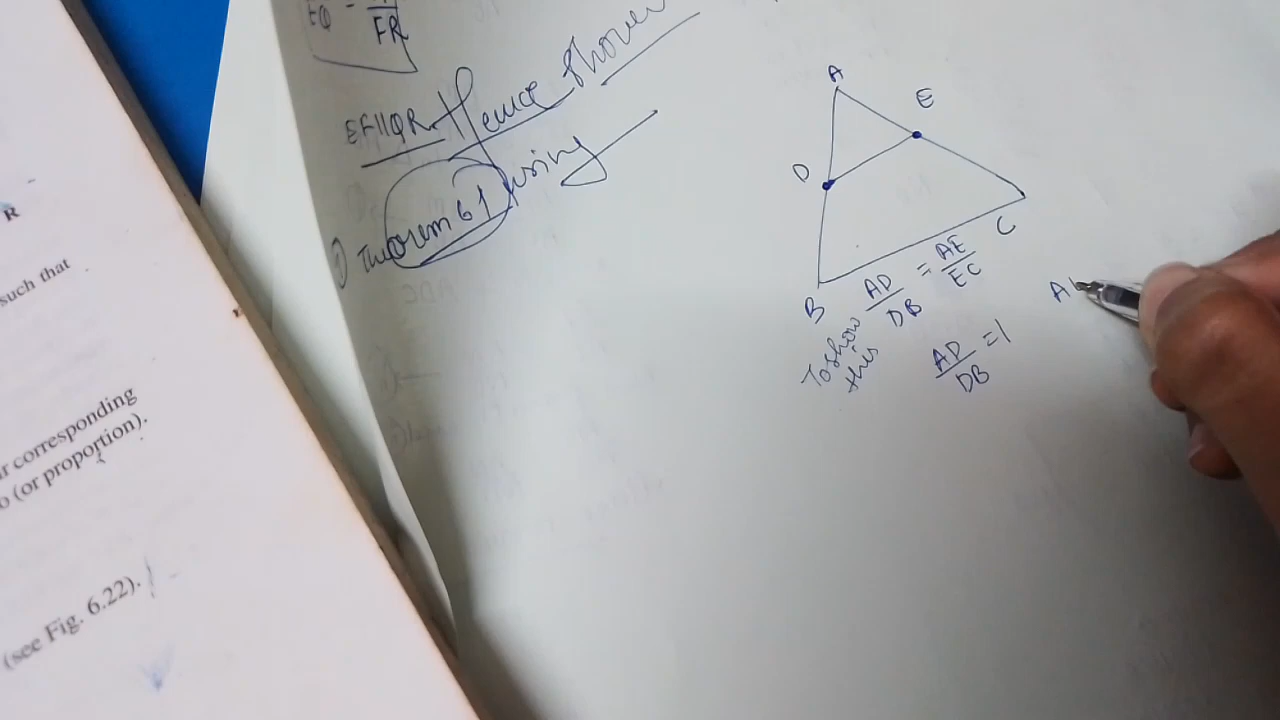 FR
EF||QR Hence Shoved
Theorem 6.1 using
R
such that
corresponding
(or proportion).
(see Fig. 6.22).
A
E
D
C
B
To show this AD/DB = AE/EC
AD/DB = 1
A